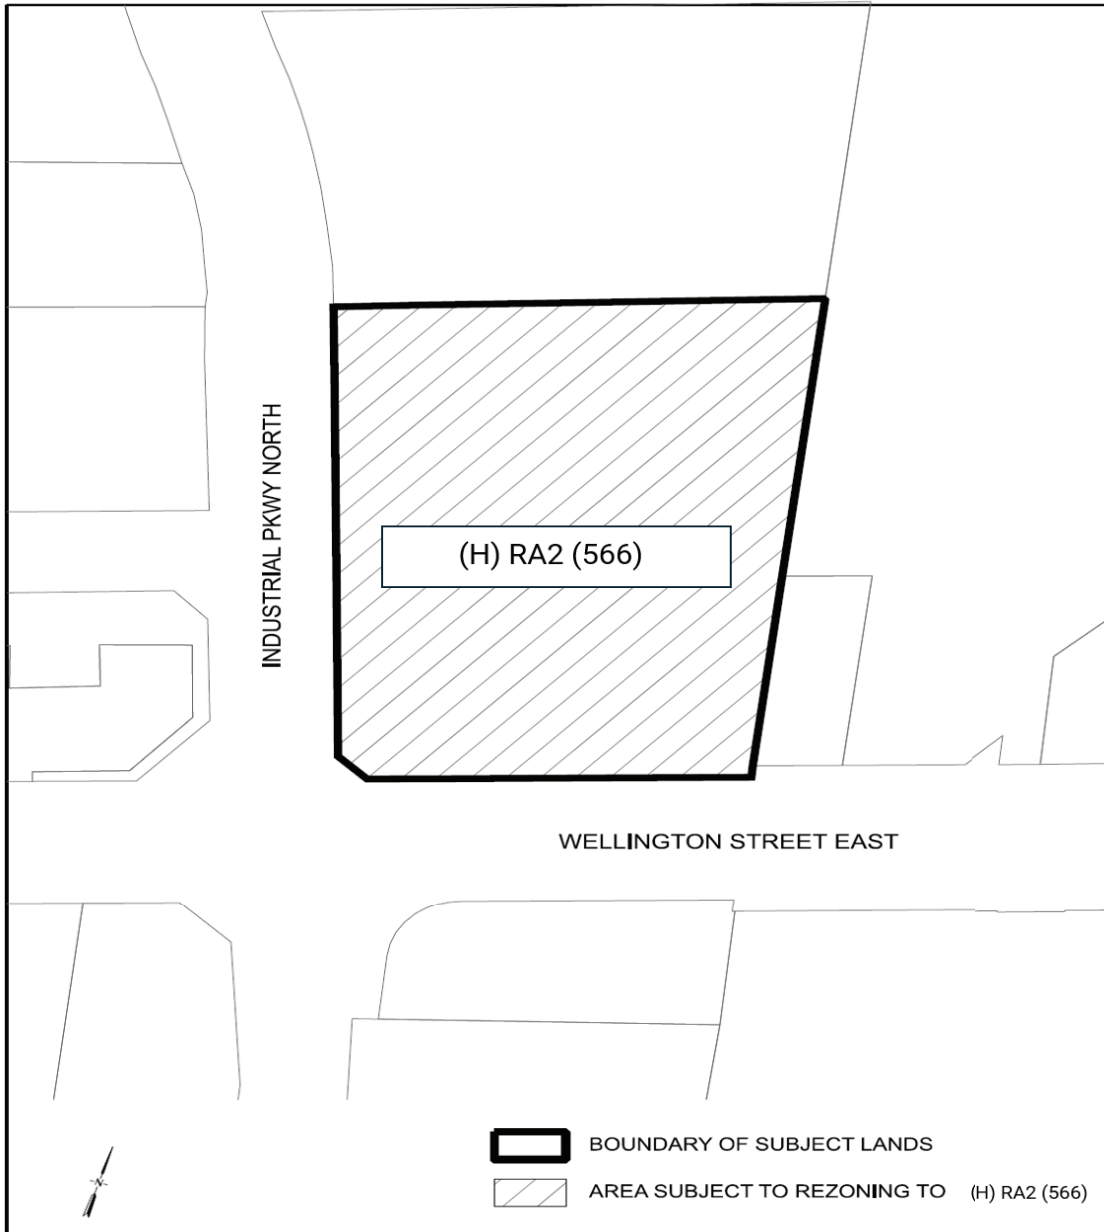 INDUSTRIAL PKWY NORTH
(H) RA2 (566)
WELLINGTON STREET EAST
BOUNDARY OF SUBJECT LANDS
AREA SUBJECT TO REZONING TO (H) RA2 (566)
N